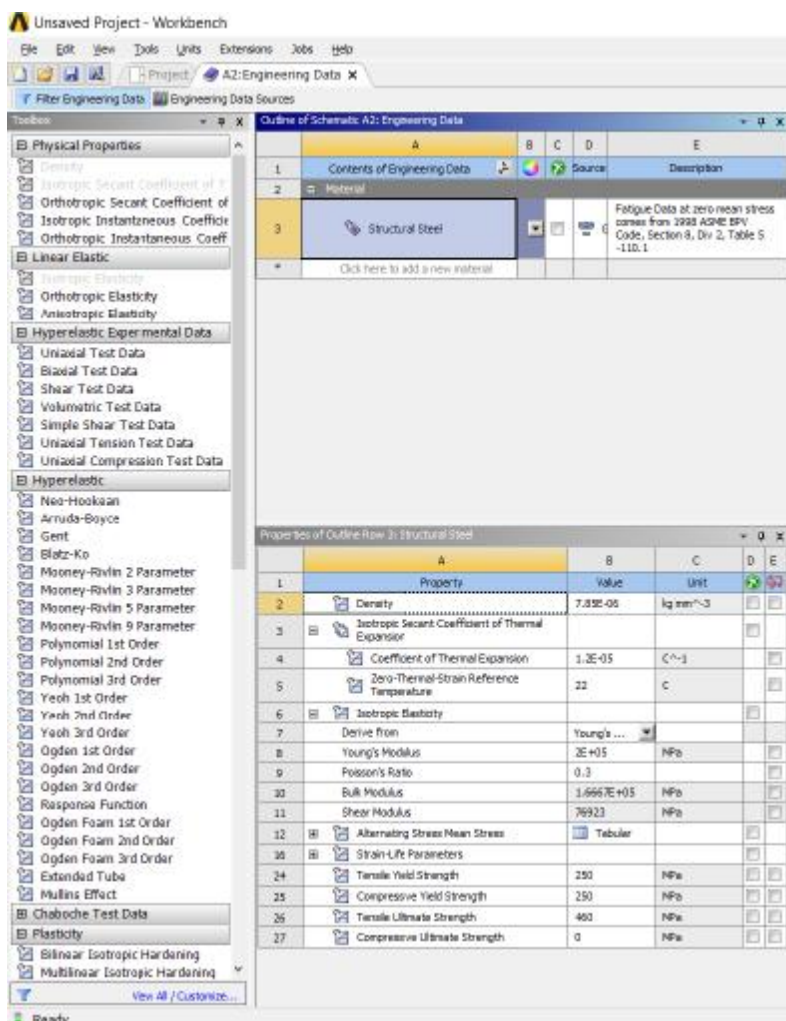 Unsaved Project - Workbench
File Edit View Tools Units Extensions Jobs Help
Project A2:Engineering Data
Filter Engineering Data Engineering Data Sources
Toolbox
Physical Properties
Density
Isotropic Secant Coefficient of
Orthotropic Secant Coefficient of
Isotropic Instantaneous Coefficie
Orthotropic Instantaneous Coeff
Linear Elastic
Isotropic Elasticity
Orthotropic Elasticity
Anisotropic Elasticity
Hyperelastic Experimental Data
Uniaxial Test Data
Biaxial Test Data
Shear Test Data
Volumetric Test Data
Simple Shear Test Data
Uniaxial Tension Test Data
Uniaxial Compression Test Data
Hyperelastic
Neo-Hookean
Arruda-Boyce
Gent
Blatz-Ko
Mooney-Rivlin 2 Parameter
Mooney-Rivlin 3 Parameter
Mooney-Rivlin 5 Parameter
Mooney-Rivlin 9 Parameter
Polynomial 1st Order
Polynomial 2nd Order
Polynomial 3rd Order
Yeoh 1st Order
Yeoh 2nd Order
Yeoh 3rd Order
Ogden 1st Order
Ogden 2nd Order
Ogden 3rd Order
Response Function
Ogden Foam 1st Order
Ogden Foam 2nd Order
Ogden Foam 3rd Order
Extended Tube
Mullins Effect
Chaboche Test Data
Plasticity
Bilinear Isotropic Hardening
Multilinear Isotropic Hardening
View All / Customize...
Ready
Outline of Schematic A2: Engineering Data
A B C D E
1 Contents of Engineering Data Source Description
2 Material
3 Structural Steel
Fatigue Data at zero mean stress
comes from 1998 ASME BPV
Code, Section 8, Div 2, Table 5
-110.1
* Click here to add a new material
Properties of Outline Row 3: Structural Steel
A B C D E
1 Property Value Unit
2 Density 7.85E-06 kg mm^-3
3 Isotropic Secant Coefficient of Thermal
Expansion
4 Coefficient of Thermal Expansion 1.2E-05 C^-1
5 Zero-Thermal-Strain Reference
Temperature 22 C
6 Isotropic Elasticity
7 Derive from Young's ...
8 Young's Modulus 2E+05 MPa
9 Poisson's Ratio 0.3
10 Bulk Modulus 1.6667E+05 MPa
11 Shear Modulus 76923 MPa
12 Alternating Stress Mean Stress Tabular
16 Strain-Life Parameters
24 Tensile Yield Strength 250 MPa
25 Compressive Yield Strength 250 MPa
26 Tensile Ultimate Strength 460 MPa
27 Compressive Ultimate Strength 0 MPa